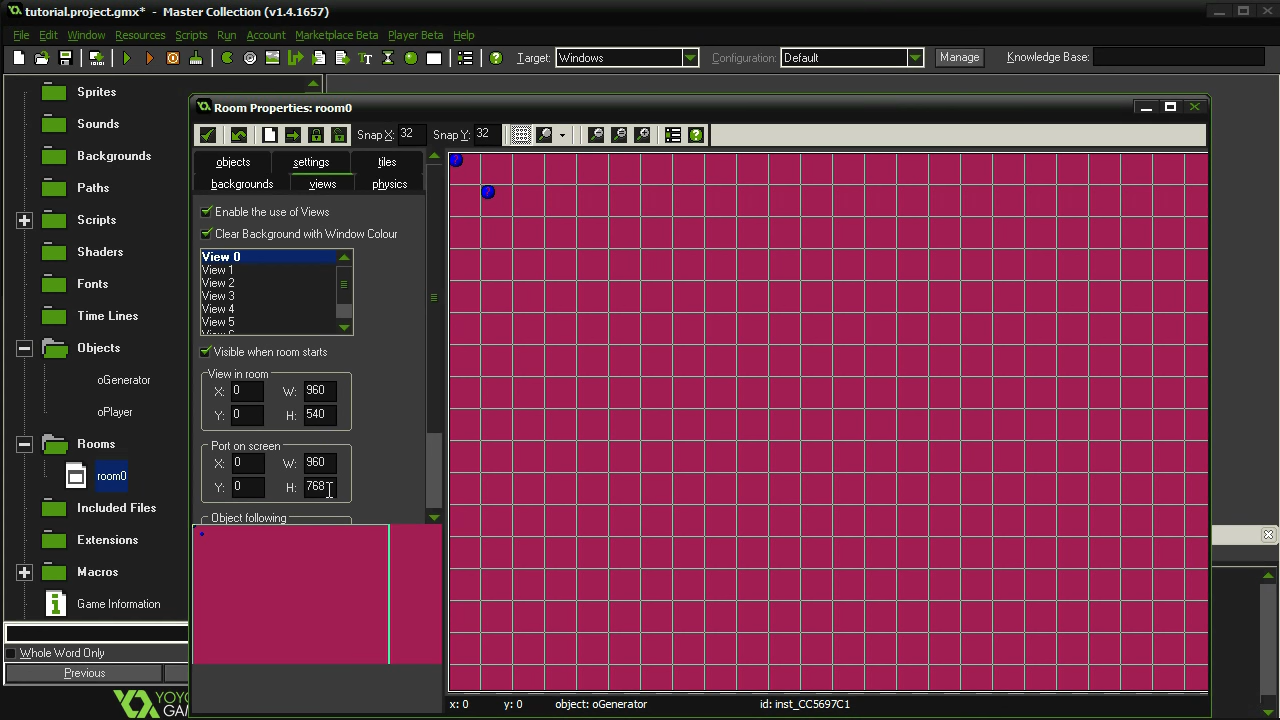 tutorial.project.gmx* - Master Collection (v1.4.1657)
File Edit Window Resources Scripts Run Account Marketplace Beta Player Beta Help
Target: Windows Configuration: Default Manage Knowledge Base:
Sprites
Sounds
Backgrounds
Paths
Scripts
Shaders
Fonts
Time Lines
Objects
oGenerator
oPlayer
Rooms
room0
Included Files
Extensions
Macros
Game Information
Whole Word Only
Previous
Room Properties: room0
Snap X: 32 Snap Y: 32
objects settings tiles
backgrounds views physics
Enable the use of Views
Clear Background with Window Colour
View 0
View 1
View 2
View 3
View 4
View 5
Visible when room starts
View in room
X: 0 W: 960
Y: 0 H: 540
Port on screen
X: 0 W: 960
Y: 0 H: 768
Object following
x: 0 y: 0 object: oGenerator id: inst_CC5697C1